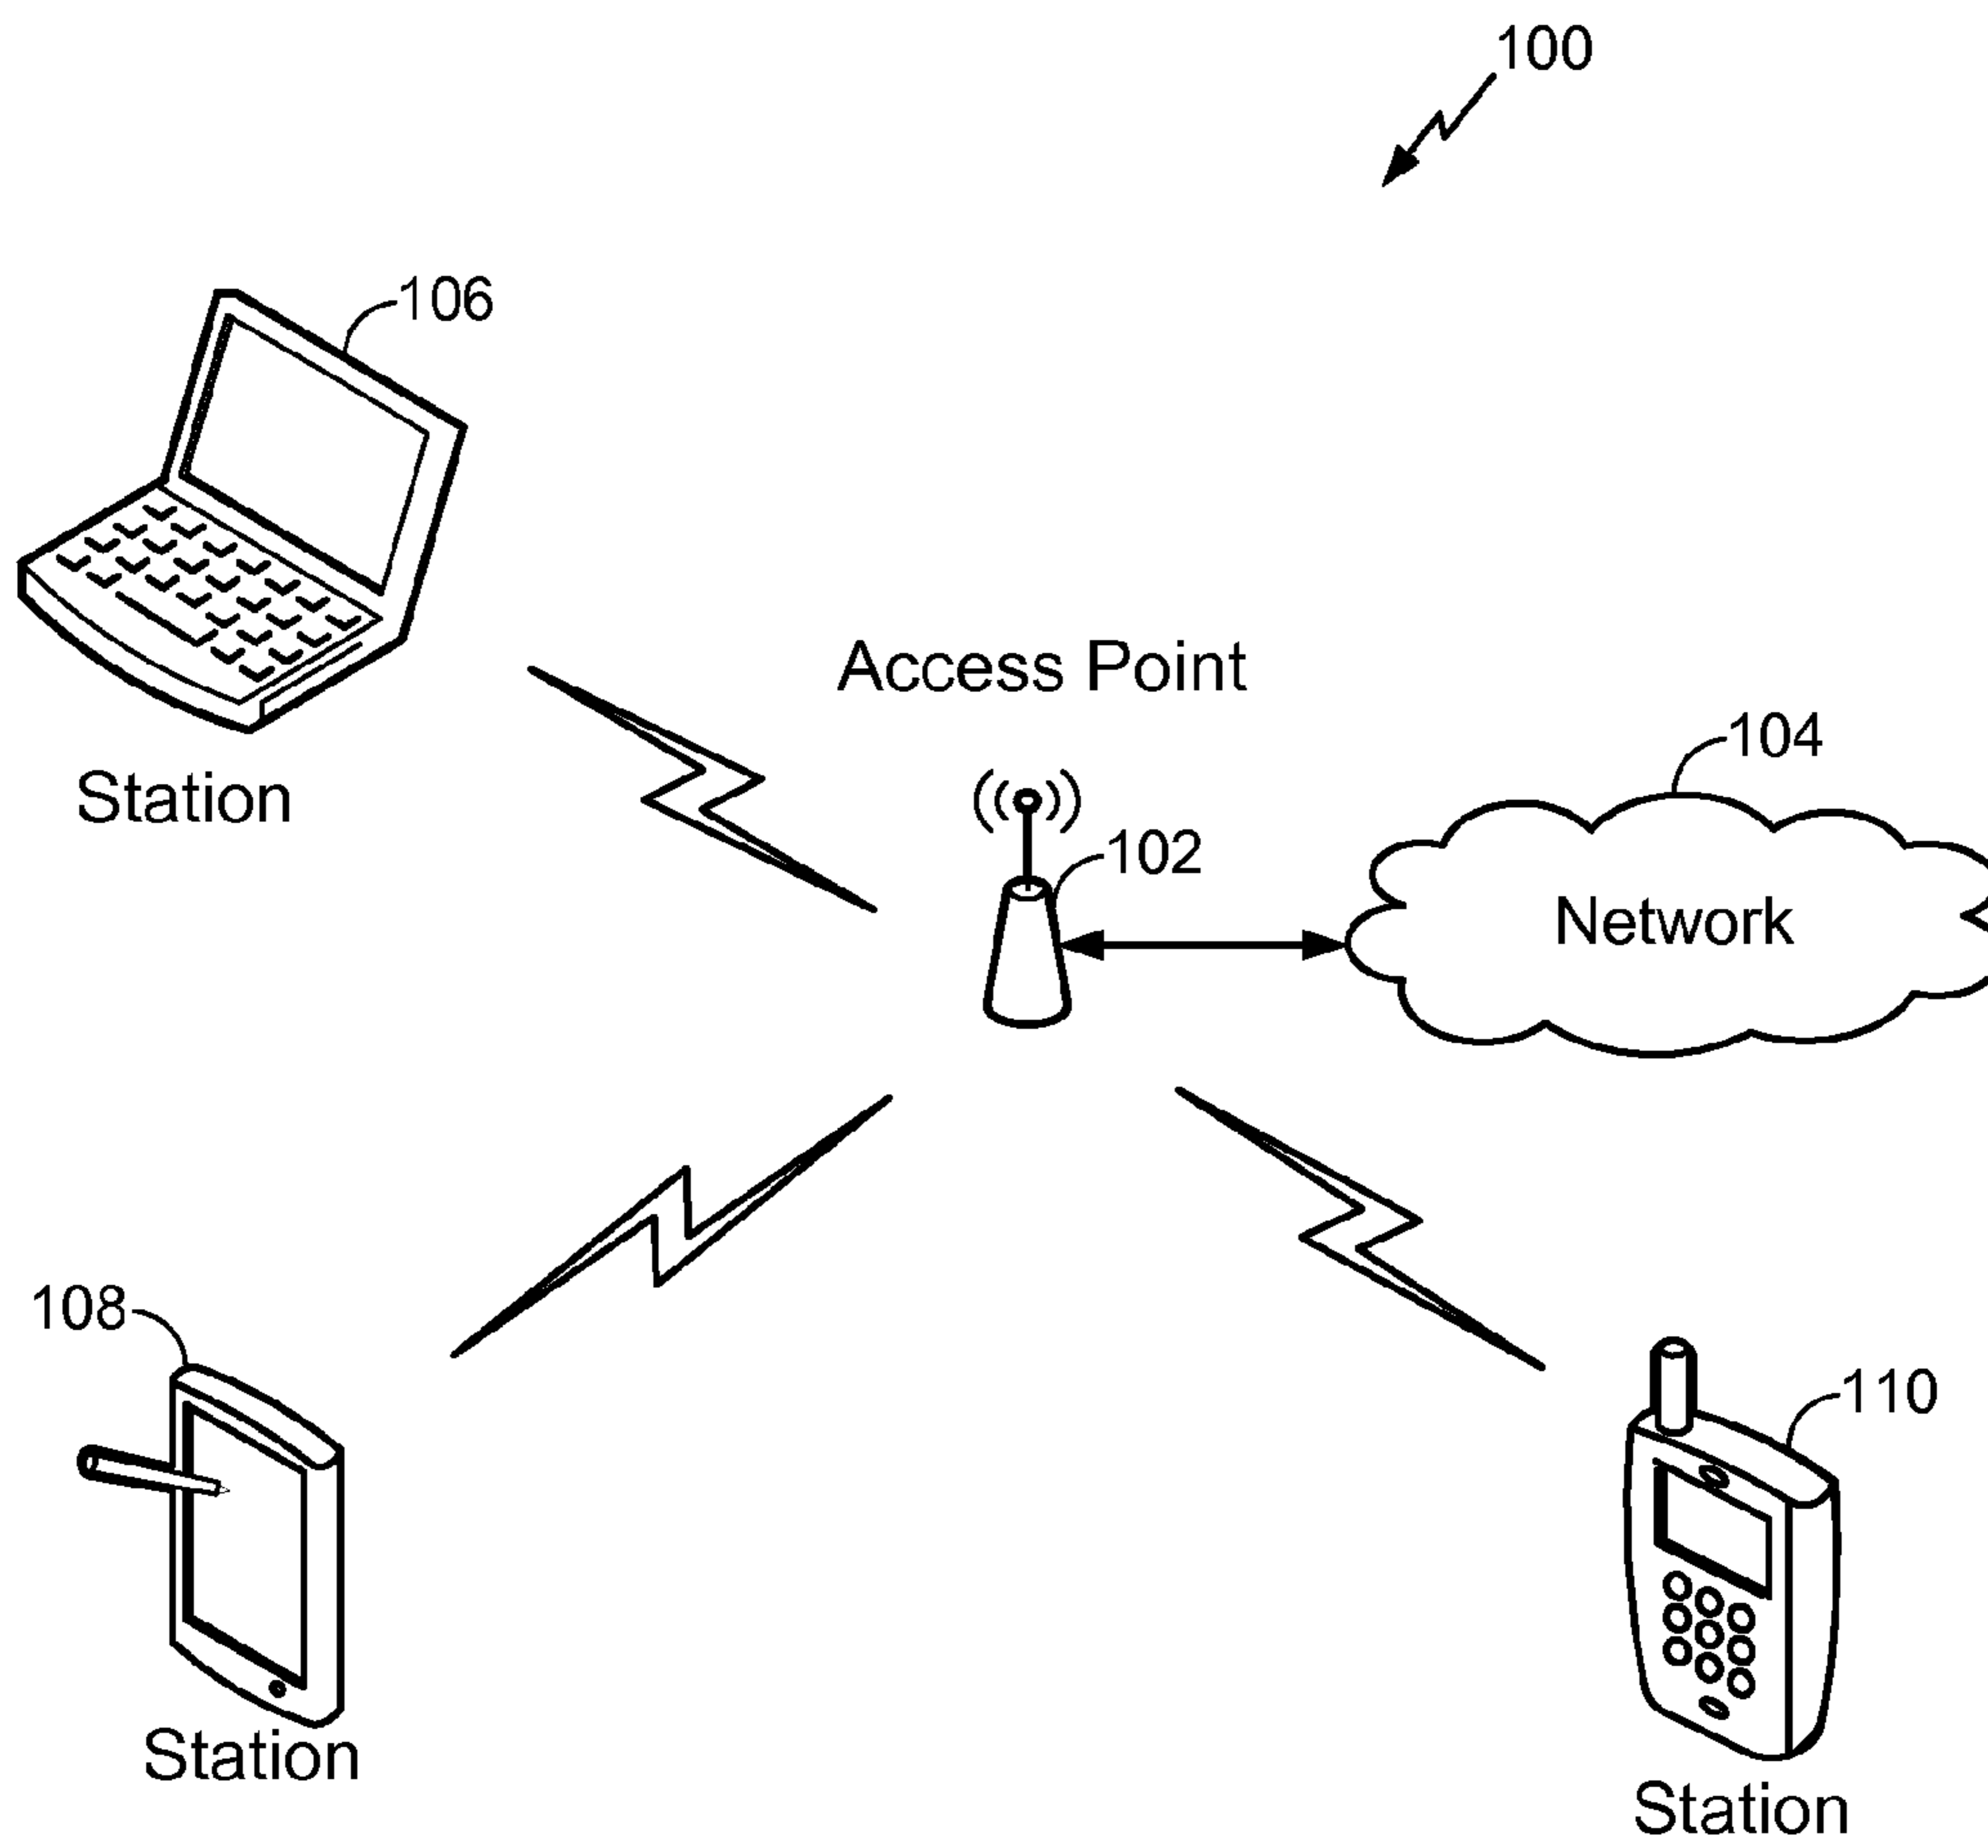 100
106
Access Point
Station
104
102
Network
108
110
Station
Station